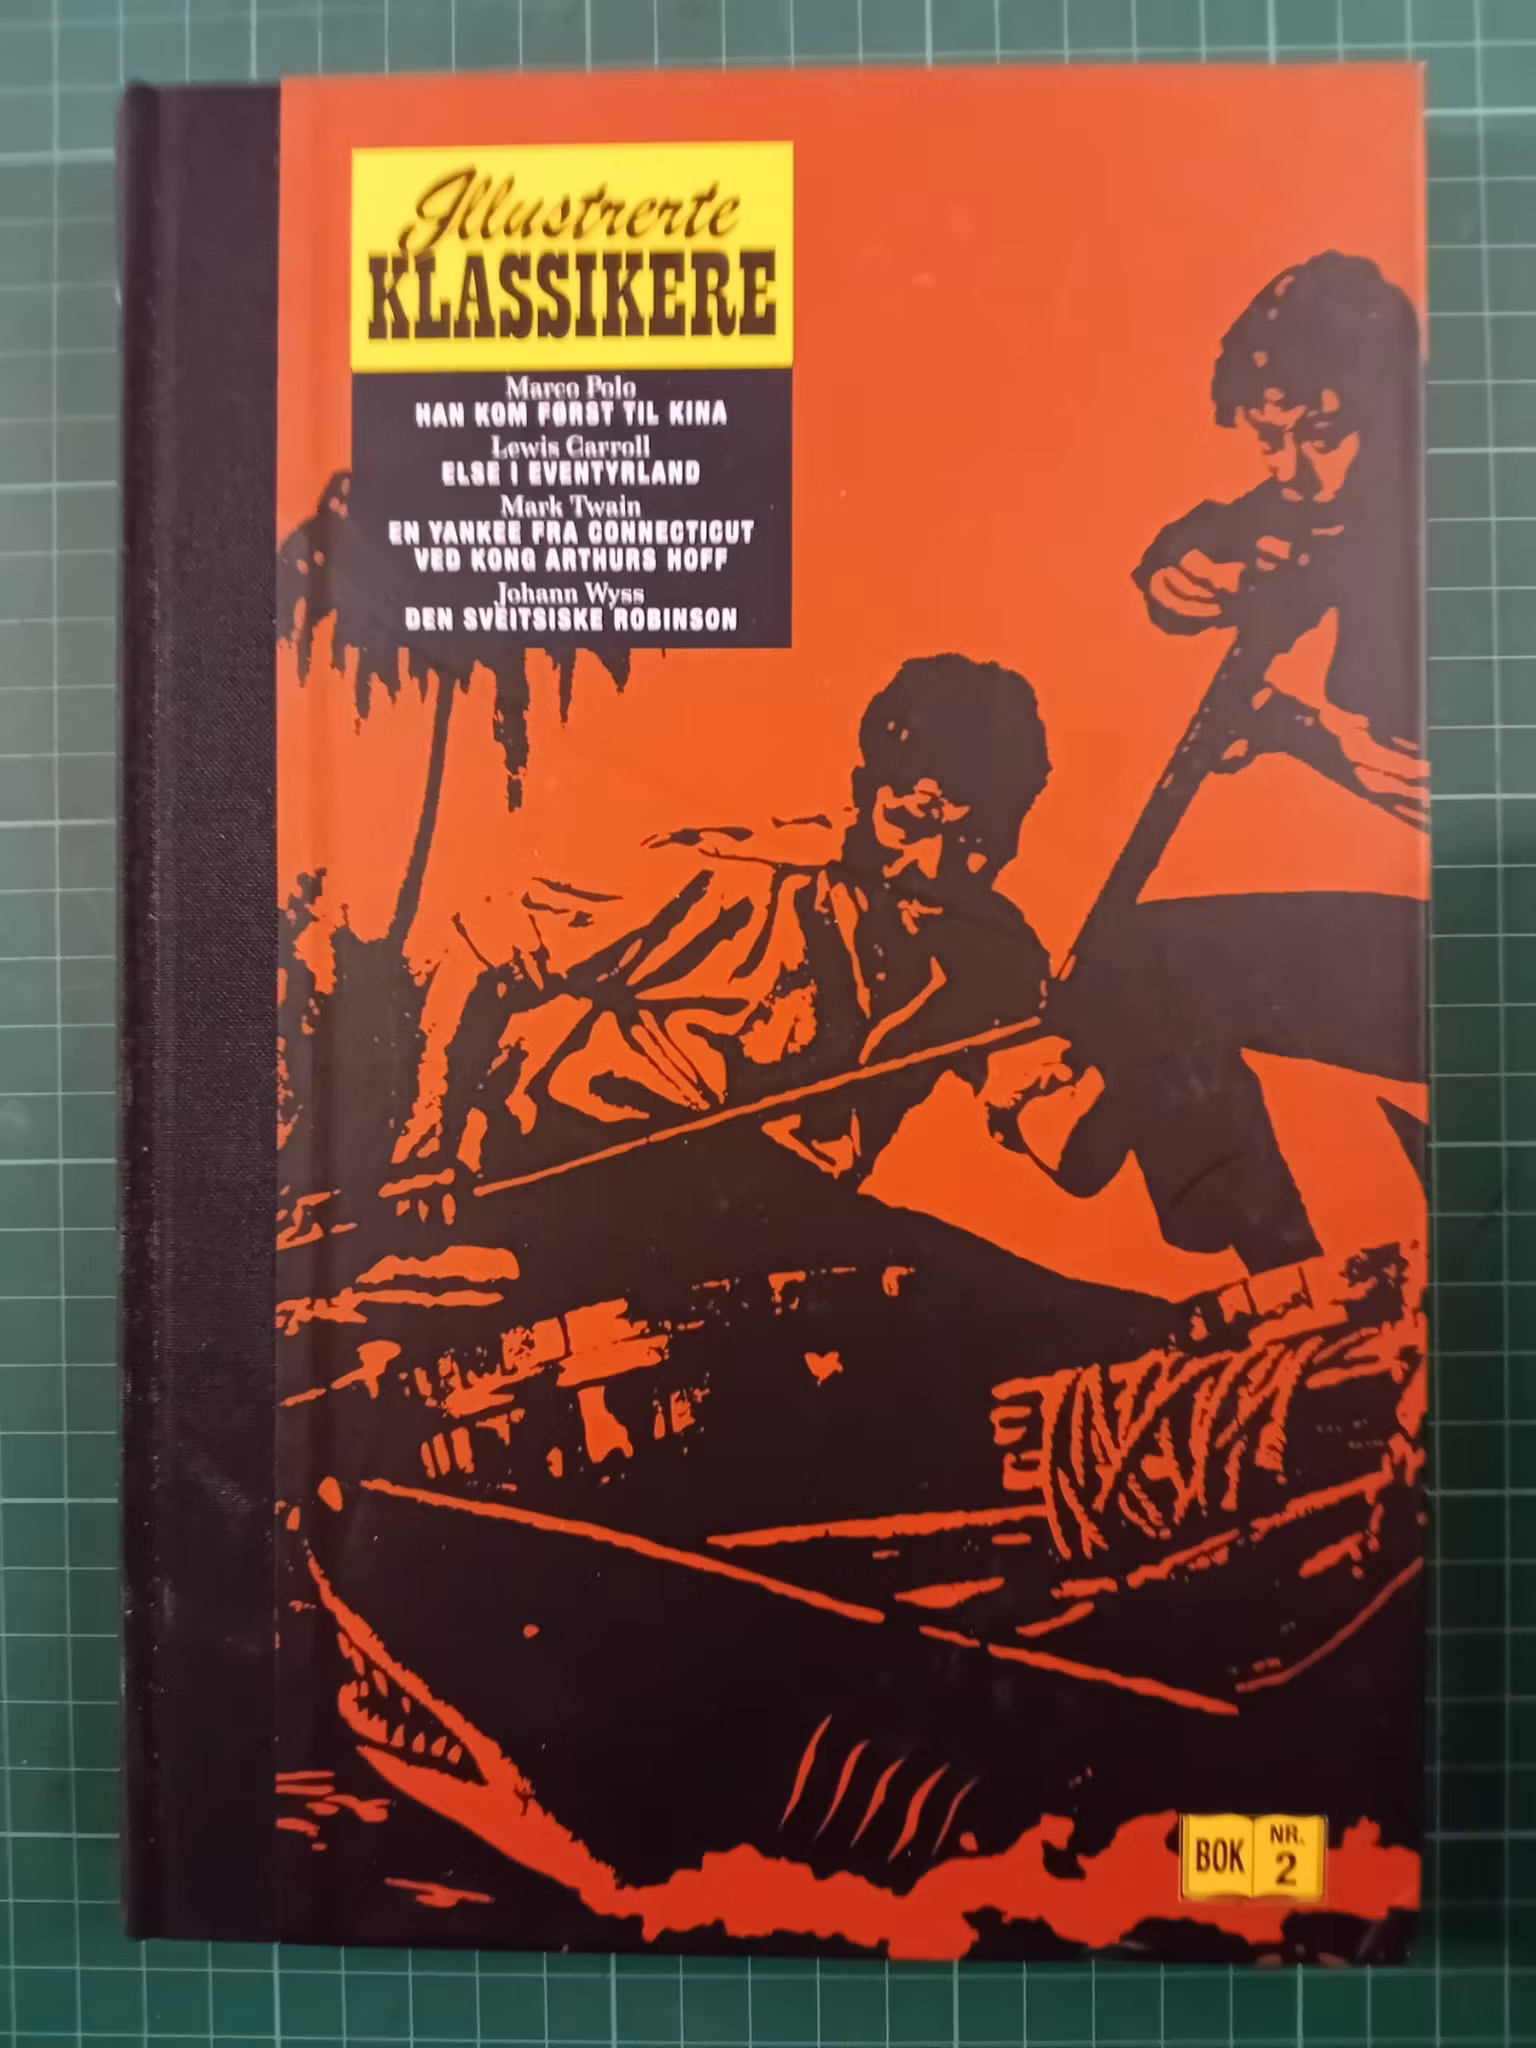 Illustrerte
KLASSIKERE
Marco Polo
HAN KOM FØRST TIL KINA
Lewis Carroll
ELSE I EVENTYRLAND
Mark Twain
EN YANKEE FRA CONNECTICUT
VED KONG ARTHURS HOFF
Johann Wyss
DEN SVEITSISKE ROBINSON
BOK NR. 2